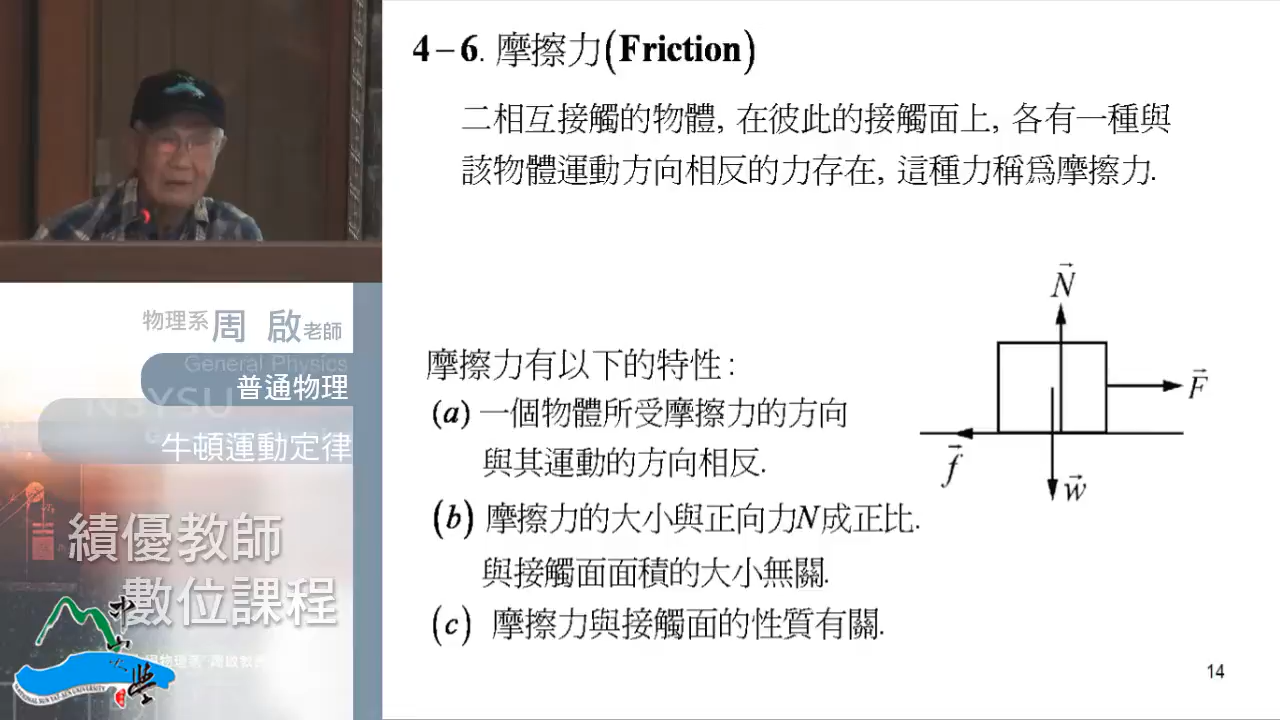 4–6. 摩擦力(Friction)
二相互接觸的物體, 在彼此的接觸面上, 各有一種與
該物體運動方向相反的力存在, 這種力稱爲摩擦力.
摩擦力有以下的特性:
(a) 一個物體所受摩擦力的方向
與其運動的方向相反.
(b) 摩擦力的大小與正向力N成正比.
與接觸面面積的大小無關.
(c) 摩擦力與接觸面的性質有關.
N
F
f
w
14
物理系 周 啟 老師
General Physics
普通物理
NSYSU
牛頓運動定律
績優教師
數位課程
NATIONAL SUN YAT-SEN UNIVERSITY